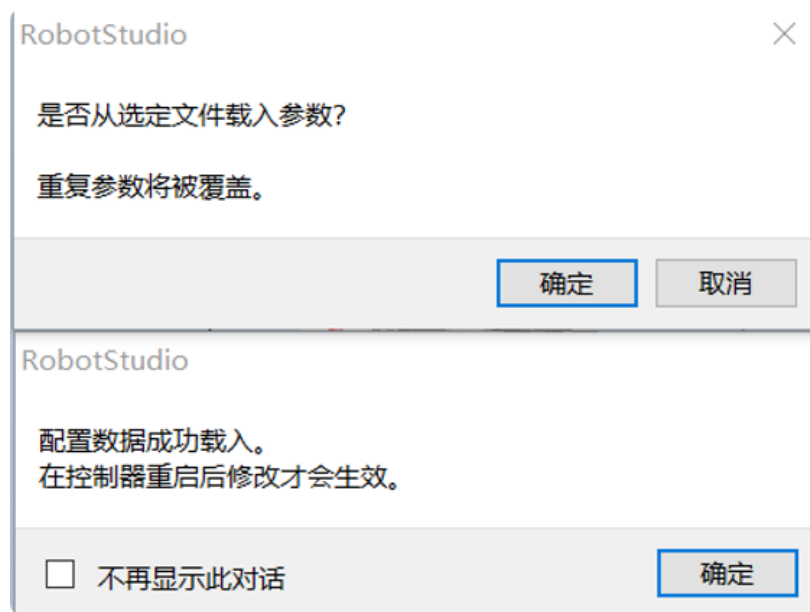 RobotStudio
是否从选定文件载入参数?
重复参数将被覆盖。
确定
取消
RobotStudio
配置数据成功载入。
在控制器重启后修改才会生效。
不再显示此对话
确定